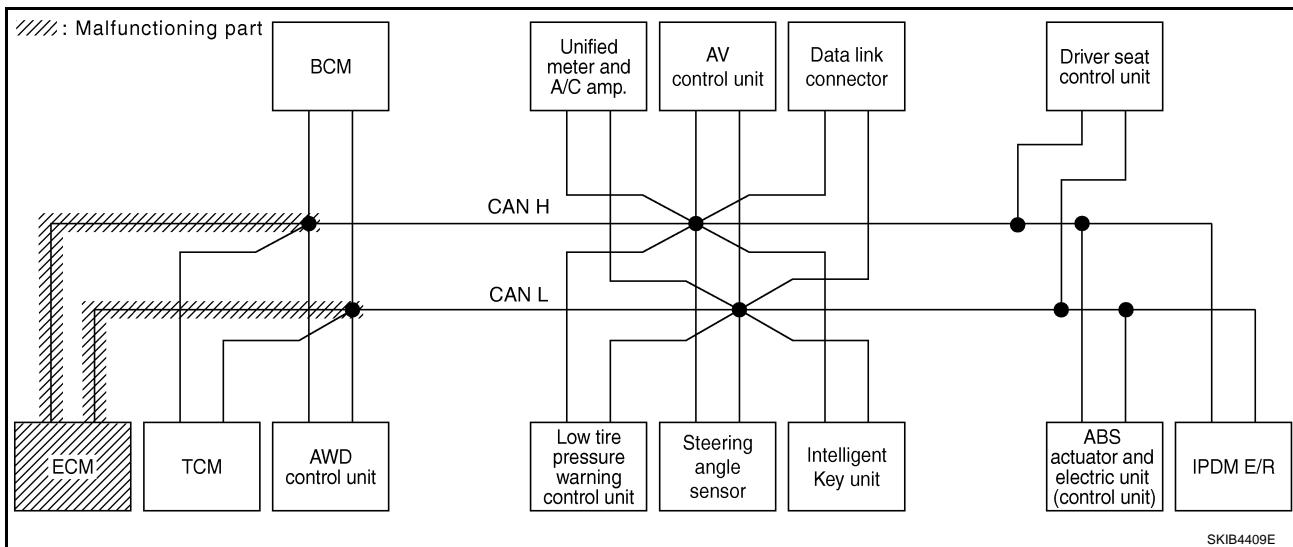 : Malfunctioning part
BCM
Unified
meter and
A/C amp.
AV
control unit
Data link
connector
Driver seat
control unit
CAN H
CAN L
ECM
TCM
AWD
control unit
Low tire
pressure
warning
control unit
Steering
angle
sensor
Intelligent
Key unit
ABS
actuator and
electric unit
(control unit)
IPDM E/R
SKIB4409E